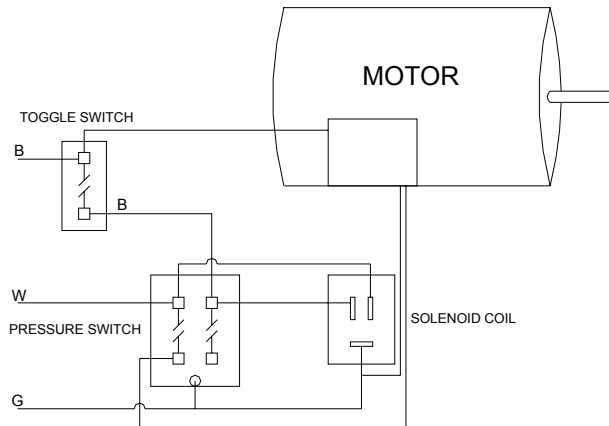 MOTOR
TOGGLE SWITCH
B
B
W
PRESSURE SWITCH
SOLENOID COIL
G